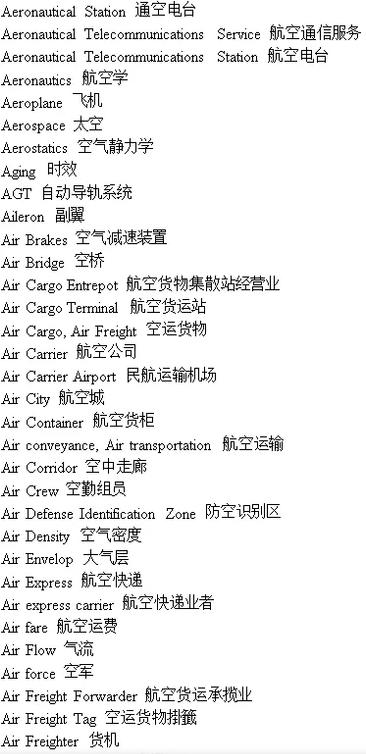 Aeronautical Station 通空电台
Aeronautical Telecommunications Service 航空通信服务
Aeronautical Telecommunications Station 航空电台
Aeronautics 航空学
Aeroplane 飞机
Aerospace 太空
Aerostatics 空气静力学
Aging 时效
AGT 自动导轨系统
Aileron 副翼
Air Brakes 空气减速装置
Air Bridge 空桥
Air Cargo Entrepot 航空货物集散站经营业
Air Cargo Terminal 航空货运站
Air Cargo, Air Freight 空运货物
Air Carrier 航空公司
Air Carrier Airport 民航运输机场
Air City 航空城
Air Container 航空货柜
Air conveyance, Air transportation 航空运输
Air Corridor 空中走廊
Air Crew 空勤组员
Air Defense Identification Zone 防空识别区
Air Density 空气密度
Air Envelop 大气层
Air Express 航空快递
Air express carrier 航空快递业者
Air fare 航空运费
Air Flow 气流
Air force 空军
Air Freight Forwarder 航空货运承揽业
Air Freight Tag 空运货物掛籤
Air Freighter 货机